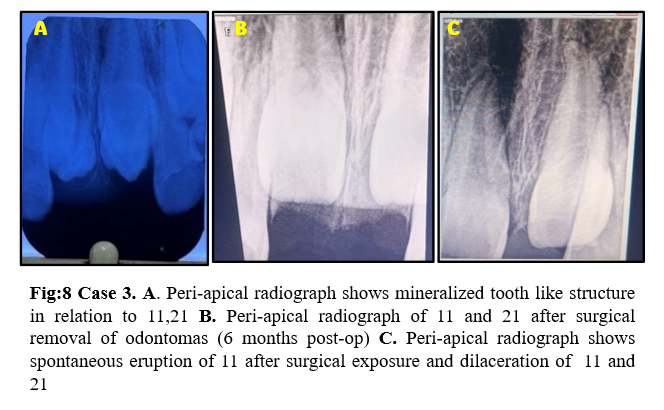 A
B
C
Fig:8 Case 3. A. Peri-apical radiograph shows mineralized tooth like structure
in relation to 11,21 B. Peri-apical radiograph of 11 and 21 after surgical
removal of odontomas (6 months post-op) C. Peri-apical radiograph shows
spontaneous eruption of 11 after surgical exposure and dilaceration of 11 and
21